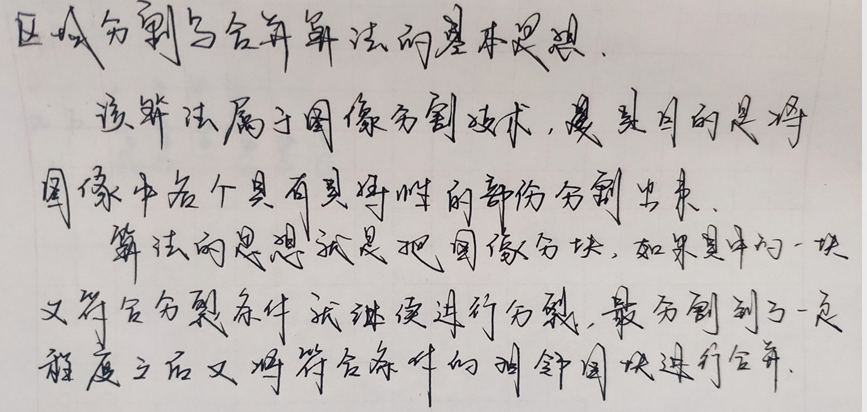 区域分割与合并算法的基本思想.
该算法属于图像分割技术,其目的是将
图像中各个具有其特性的部份分割出来.
算法的思想就是把图像分块,如果其中的一块
又符合分裂条件就继续进行分裂,最分割到了一定
程度之后又将符合条件的相邻图块进行合并.